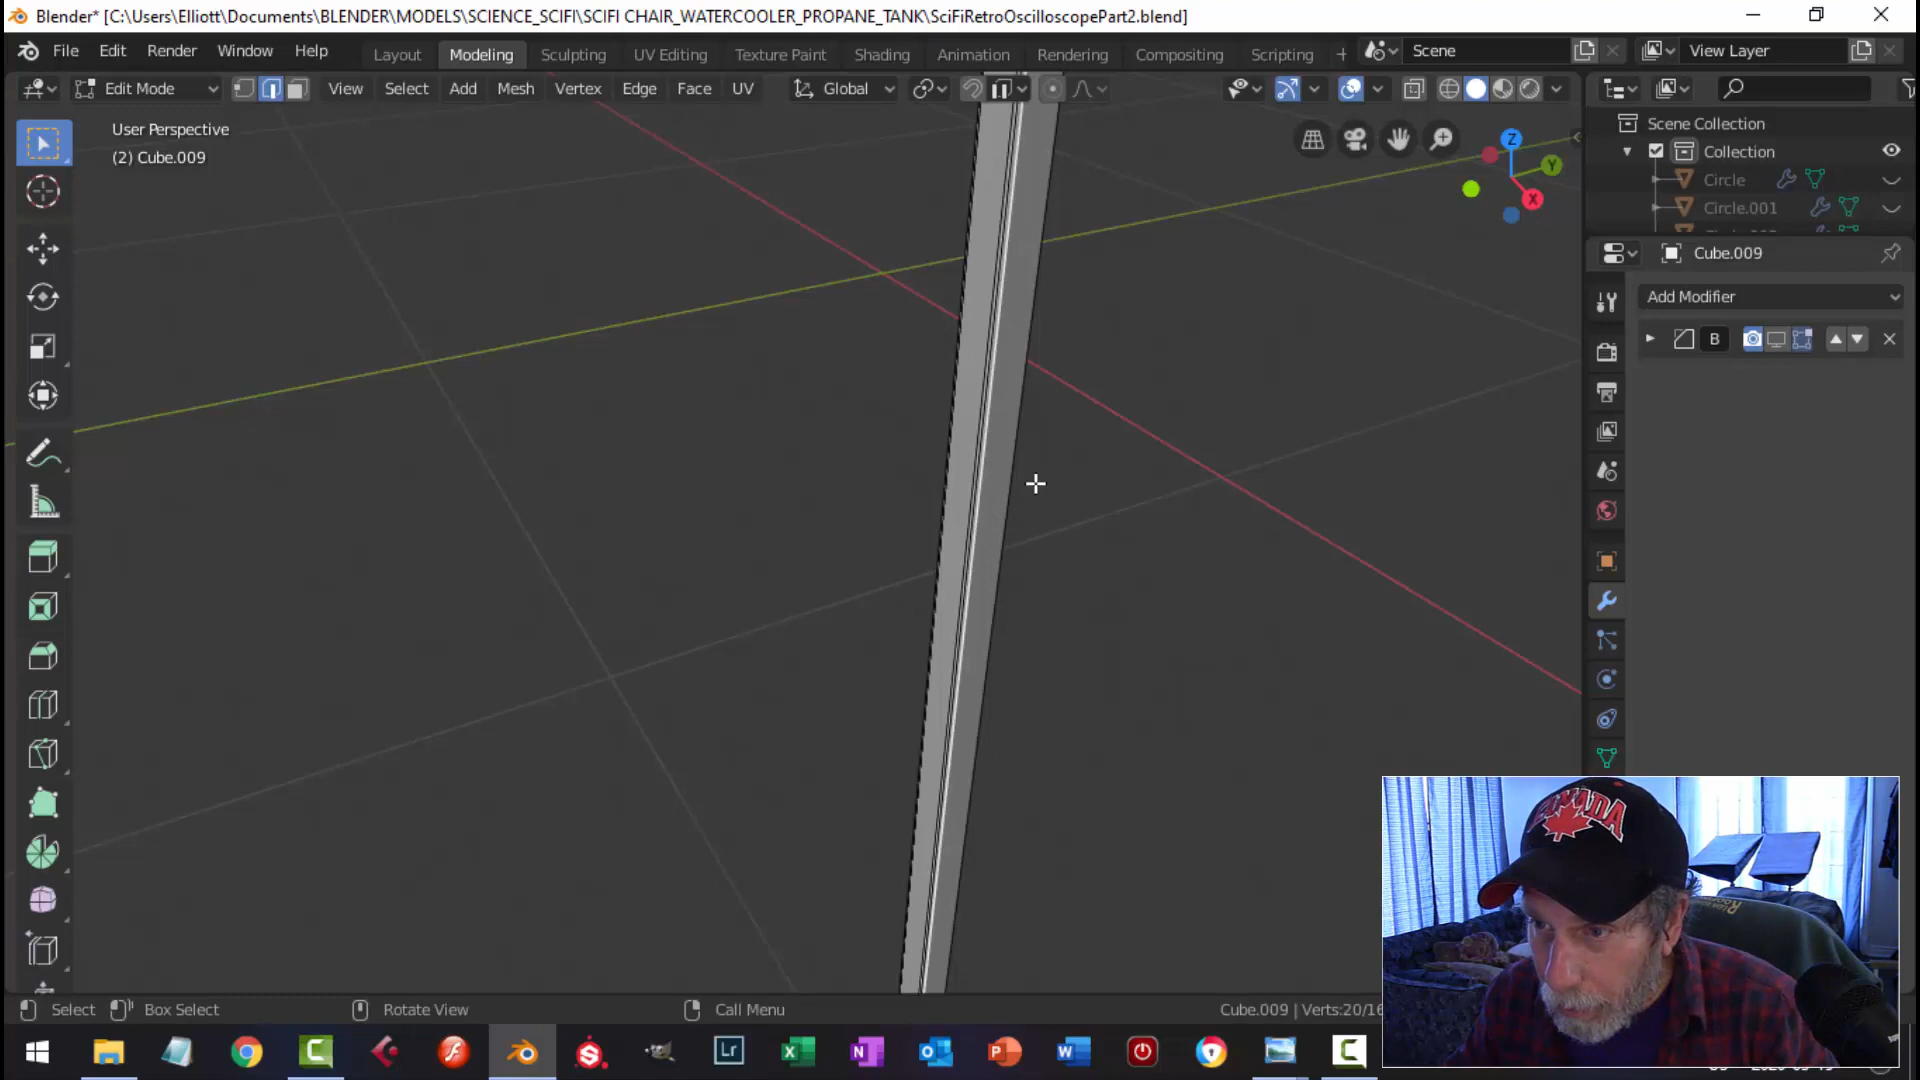 Blender* [C:\Users\Elliott\Documents\BLENDER\MODELS\SCIENCE_SCIFI\SCIFI CHAIR_WATERCOOLER_PROPANE_TANK\SciFiRetroOscilloscopePart2.blend]
File Edit Render Window Help Layout Modeling Sculpting UV Editing Texture Paint Shading Animation Rendering Compositing Scripting + Scene View Layer
Edit Mode View Select Add Mesh Vertex Edge Face UV Global
User Perspective
(2) Cube.009
Z
Y
X
Scene Collection
Collection
Circle
Circle.001
Cube.009
Add Modifier
B
CANADA
Select Box Select Rotate View Call Menu Cube.009 | Verts:20/16
Lr